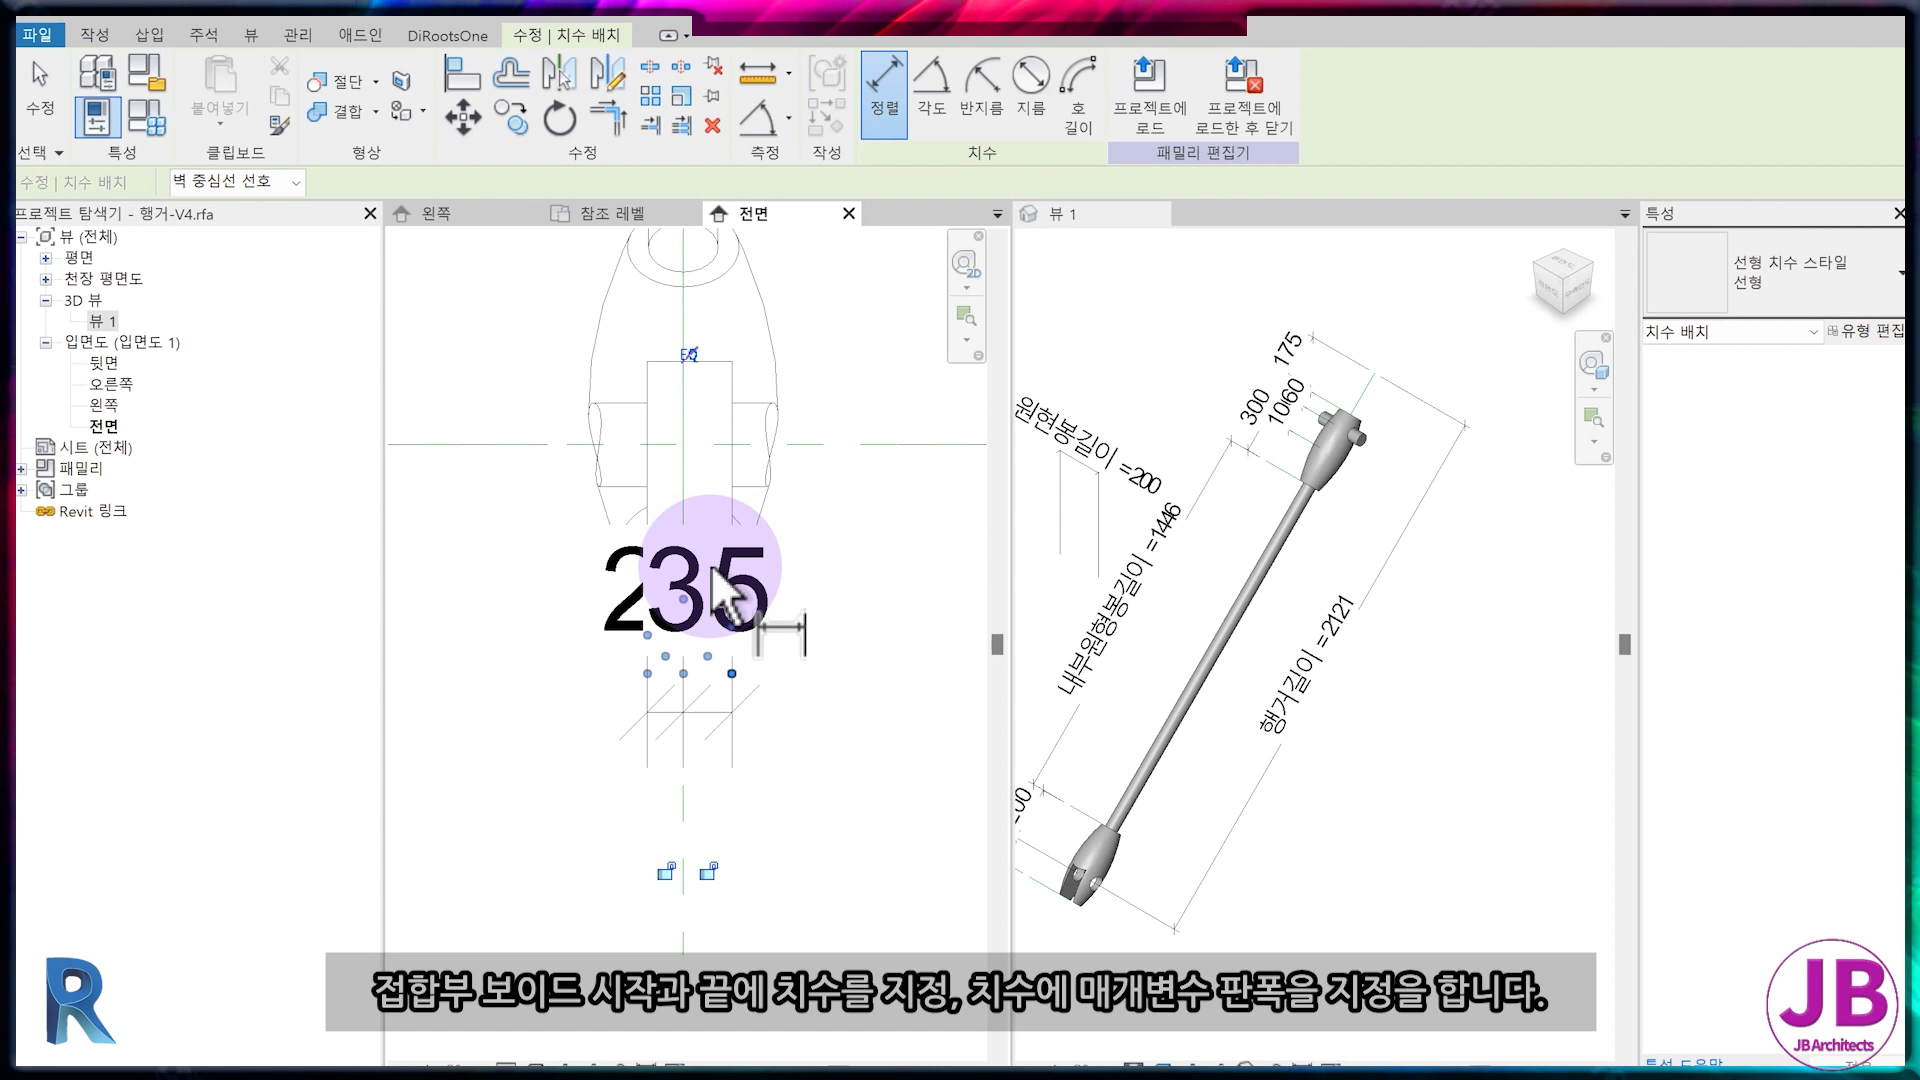 파일 작성 삽입 주석 뷰 관리 애드인 DiRootsOne 수정 | 치수 배치
수정
붙여넣기
절단
결합
정렬 각도 반지름 지름 호 길이
프로젝트에 로드
프로젝트에 로드한 후 닫기
선택 특성 클립보드 형상 수정 측정 작성 치수 패밀리 편집기
수정 | 치수 배치 벽 중심선 선호
프로젝트 탐색기 - 행거-V4.rfa
왼쪽 참조 레벨 전면 뷰 1
특성
뷰 (전체)
평면
천장 평면도
3D 뷰
뷰 1
입면도 (입면도 1)
뒷면
오른쪽
왼쪽
전면
시트 (전체)
패밀리
그룹
Revit 링크
2D
EQ
235
175
300
60
원현봉길이 =200
내부원형봉길이 =1446
행거길이 =2121
선형 치수 스타일
선형
치수 배치
유형 편집
접합부 보이드 시작과 끝에 치수를 지정, 치수에 매개변수 판폭을 지정을 합니다.
R
JB
JB Architects